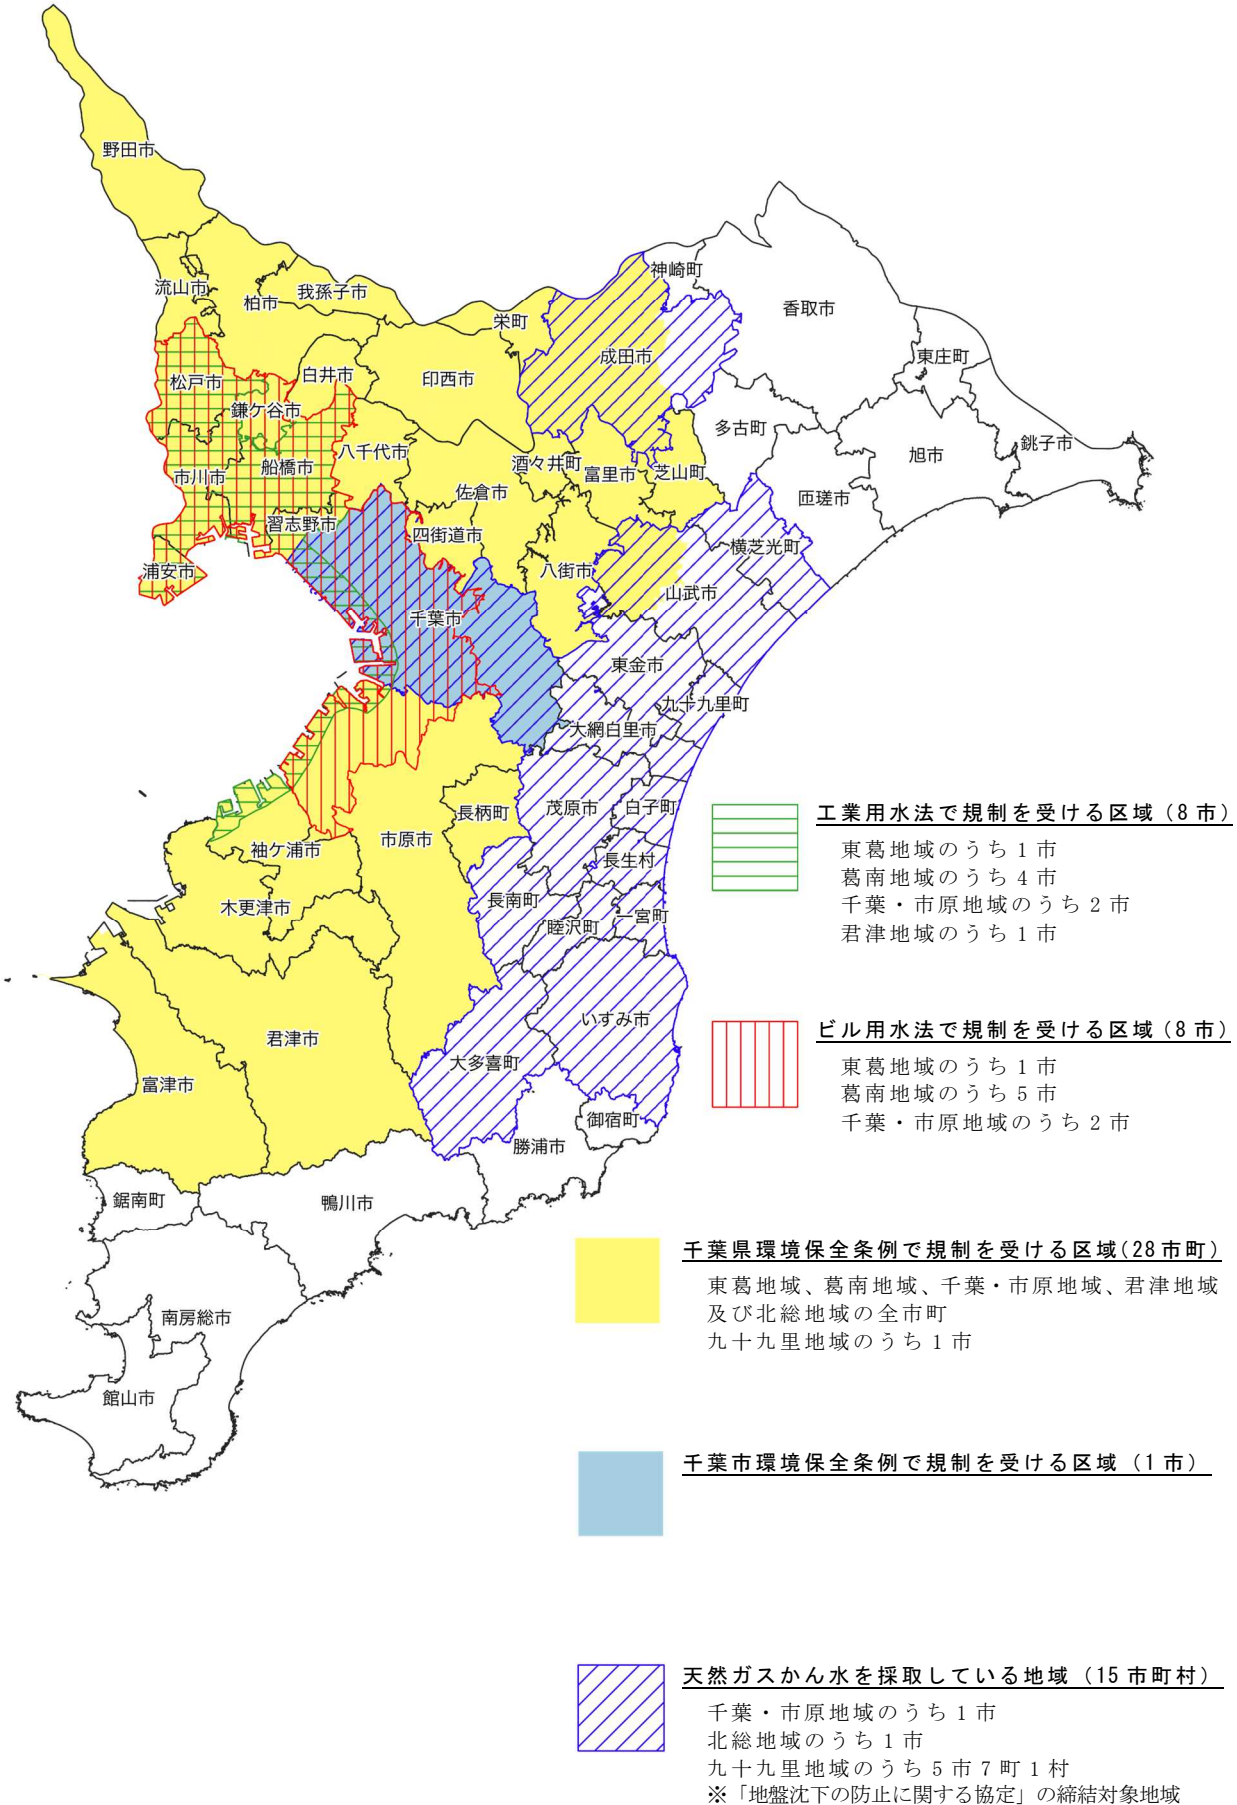 野田市
流山市
柏市
我孫子市
栄町
成田市
神崎町
香取市
東庄町
松戸市
鎌ケ谷市
白井市
印西市
多古町
旭市
銚子市
市川市
船橋市
八千代市
佐倉市
酒々井町
富里市
芝山町
匝瑳市
浦安市
習志野市
四街道市
八街市
山武市
横芝光町
千葉市
東金市
九十九里町
大網白里市
長柄町
茂原市
白子町
市原市
袖ケ浦市
長生村
木更津市
長南町
睦沢町
一宮町
君津市
いすみ市
富津市
大多喜町
御宿町
勝浦市
鋸南町
鴨川市
南房総市
館山市
工業用水法で規制を受ける区域(8市)
東葛地域のうち1市
葛南地域のうち4市
千葉・市原地域のうち2市
君津地域のうち1市
ビル用水法で規制を受ける区域(8市)
東葛地域のうち1市
葛南地域のうち5市
千葉・市原地域のうち2市
千葉県環境保全条例で規制を受ける区域(28市町)
東葛地域、葛南地域、千葉・市原地域、君津地域
及び北総地域の全市町
九十九里地域のうち1市
千葉市環境保全条例で規制を受ける区域(1市)
天然ガスかん水を採取している地域(15市町村)
千葉・市原地域のうち1市
北総地域のうち1市
九十九里地域のうち5市7町1村
※「地盤沈下の防止に関する協定」の締結対象地域